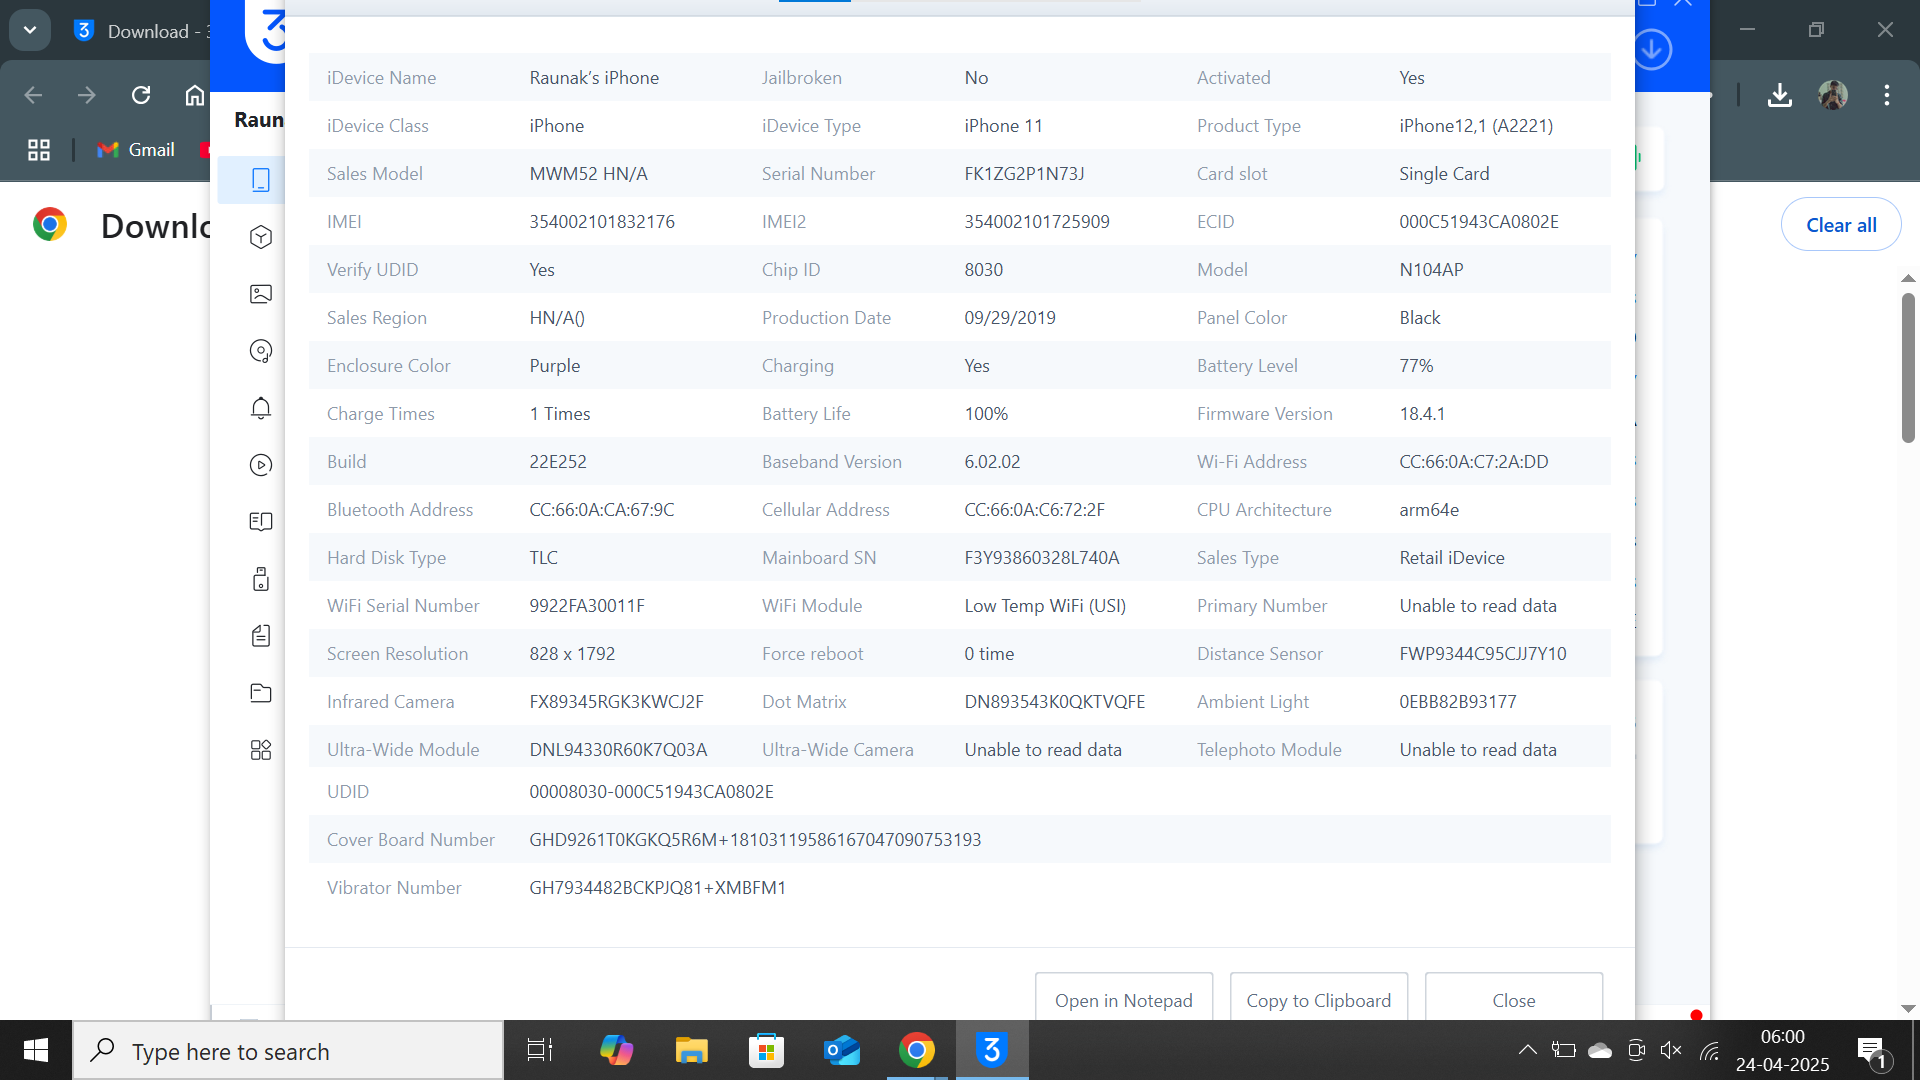 Download - 3
Gmail
Downlo
Clear all
Raun
iDevice Name Raunak’s iPhone Jailbroken No Activated Yes
iDevice Class iPhone iDevice Type iPhone 11 Product Type iPhone12,1 (A2221)
Sales Model MWM52 HN/A Serial Number FK1ZG2P1N73J Card slot Single Card
IMEI 354002101832176 IMEI2 354002101725909 ECID 000C51943CA0802E
Verify UDID Yes Chip ID 8030 Model N104AP
Sales Region HN/A() Production Date 09/29/2019 Panel Color Black
Enclosure Color Purple Charging Yes Battery Level 77%
Charge Times 1 Times Battery Life 100% Firmware Version 18.4.1
Build 22E252 Baseband Version 6.02.02 Wi-Fi Address CC:66:0A:C7:2A:DD
Bluetooth Address CC:66:0A:CA:67:9C Cellular Address CC:66:0A:C6:72:2F CPU Architecture arm64e
Hard Disk Type TLC Mainboard SN F3Y93860328L740A Sales Type Retail iDevice
WiFi Serial Number 9922FA30011F WiFi Module Low Temp WiFi (USI) Primary Number Unable to read data
Screen Resolution 828 x 1792 Force reboot 0 time Distance Sensor FWP9344C95CJJ7Y10
Infrared Camera FX89345RGK3KWCJ2F Dot Matrix DN893543K0QKTVQFE Ambient Light 0EBB82B93177
Ultra-Wide Module DNL94330R60K7Q03A Ultra-Wide Camera Unable to read data Telephoto Module Unable to read data
UDID 00008030-000C51943CA0802E
Cover Board Number GHD9261T0KGKQ5R6M+18103119586167047090753193
Vibrator Number GH7934482BCKPJQ81+XMBFM1
Open in Notepad Copy to Clipboard Close
Type here to search
06:00
24-04-2025
1